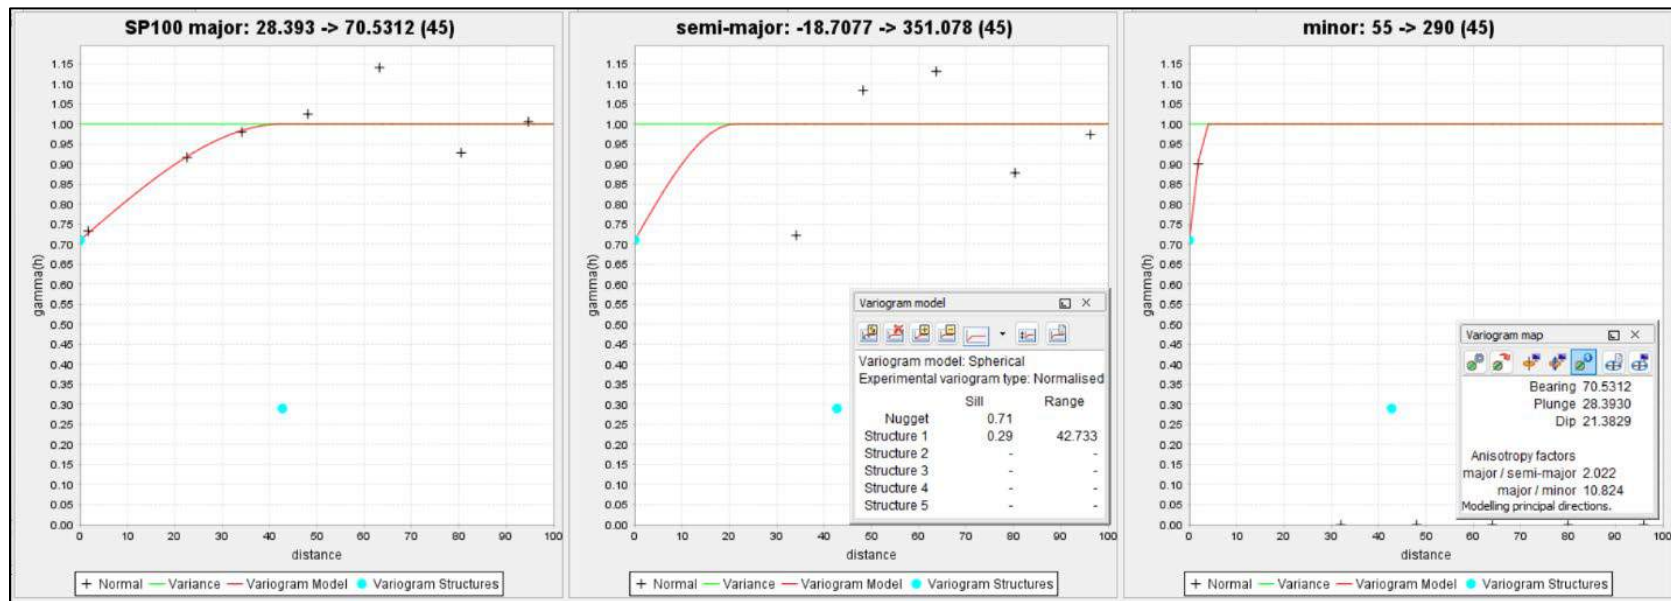 SP100 major: 28.393 -> 70.5312 (45)
1.15
1.10
1.05
1.00
0.95
0.90
0.85
0.80
0.75
0.70
0.65
0.60
0.55
0.50
0.45
0.40
0.35
0.30
0.25
0.20
0.15
0.10
0.05
0.00
gamma(h)
0 10 20 30 40 50 60 70 80 90 100
distance
Normal Variance Variogram Model Variogram Structures
semi-major: -18.7077 -> 351.078 (45)
1.15
1.10
1.05
1.00
0.95
0.90
0.85
0.80
0.75
0.70
0.65
0.60
0.55
0.50
0.45
0.40
0.35
0.30
0.25
0.20
0.15
0.10
0.05
0.00
gamma(h)
Variogram model
Variogram model: Spherical
Experimental variogram type: Normalised
Sill Range
Nugget 0.71
Structure 1 0.29 42.733
Structure 2 - -
Structure 3 - -
Structure 4 - -
Structure 5 - -
0 10 20 30 40 50 60 70 80 90 100
distance
Normal Variance Variogram Model Variogram Structures
minor: 55 -> 290 (45)
1.15
1.10
1.05
1.00
0.95
0.90
0.85
0.80
0.75
0.70
0.65
0.60
0.55
0.50
0.45
0.40
0.35
0.30
0.25
0.20
0.15
0.10
0.05
0.00
gamma(h)
Variogram map
Bearing 70.5312
Plunge 28.3930
Dip 21.3829
Anisotropy factors
major / semi-major 2.022
major / minor 10.824
Modelling principal directions.
0 10 20 30 40 50 60 70 80 90 100
distance
Normal Variance Variogram Model Variogram Structures